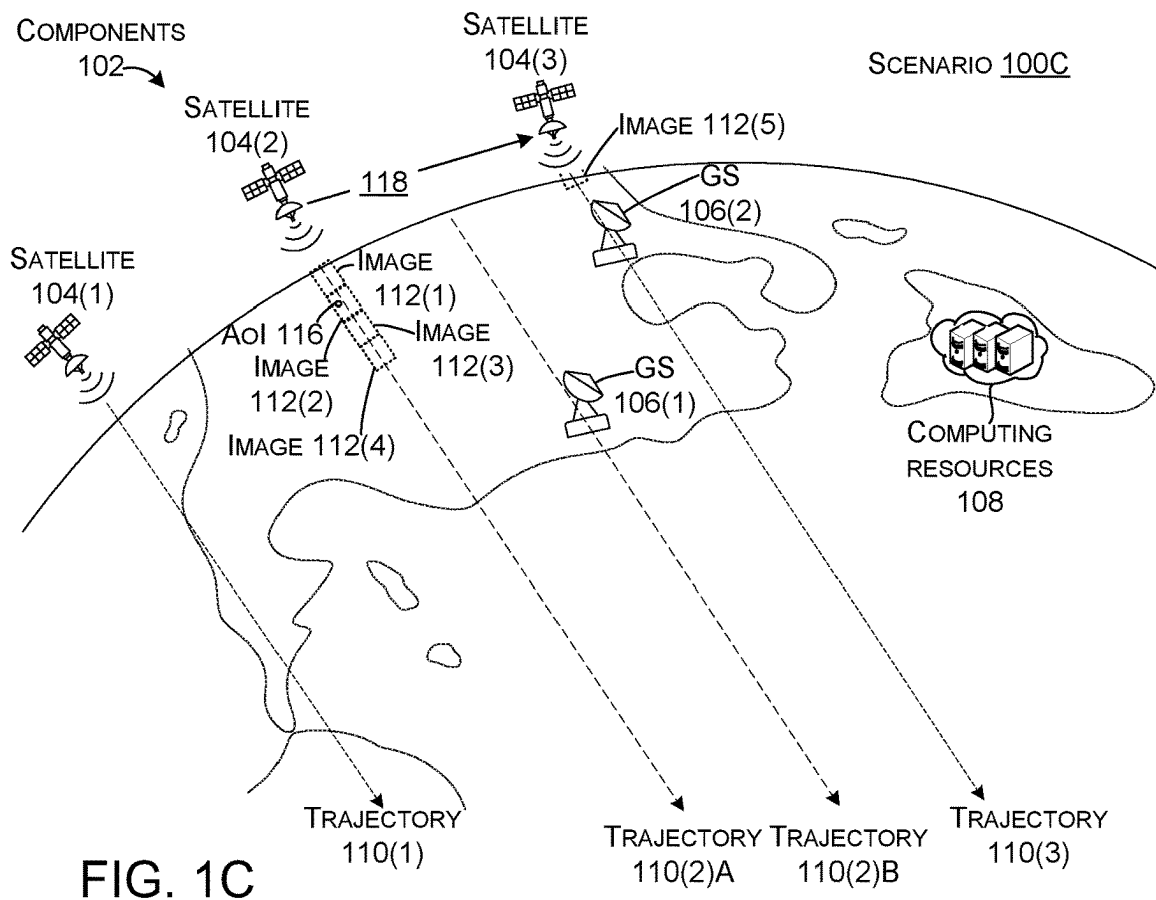 COMPONENTS
102
SATELLITE
104(3)
SCENARIO 100C
SATELLITE
104(2)
IMAGE 112(5)
118
GS
106(2)
SATELLITE
104(1)
IMAGE
112(1)
AOI 116
IMAGE
112(2)
IMAGE
112(3)
IMAGE 112(4)
GS
106(1)
COMPUTING
RESOURCES
108
TRAJECTORY
110(1)
TRAJECTORY
110(2)A
TRAJECTORY
110(2)B
TRAJECTORY
110(3)
FIG. 1C